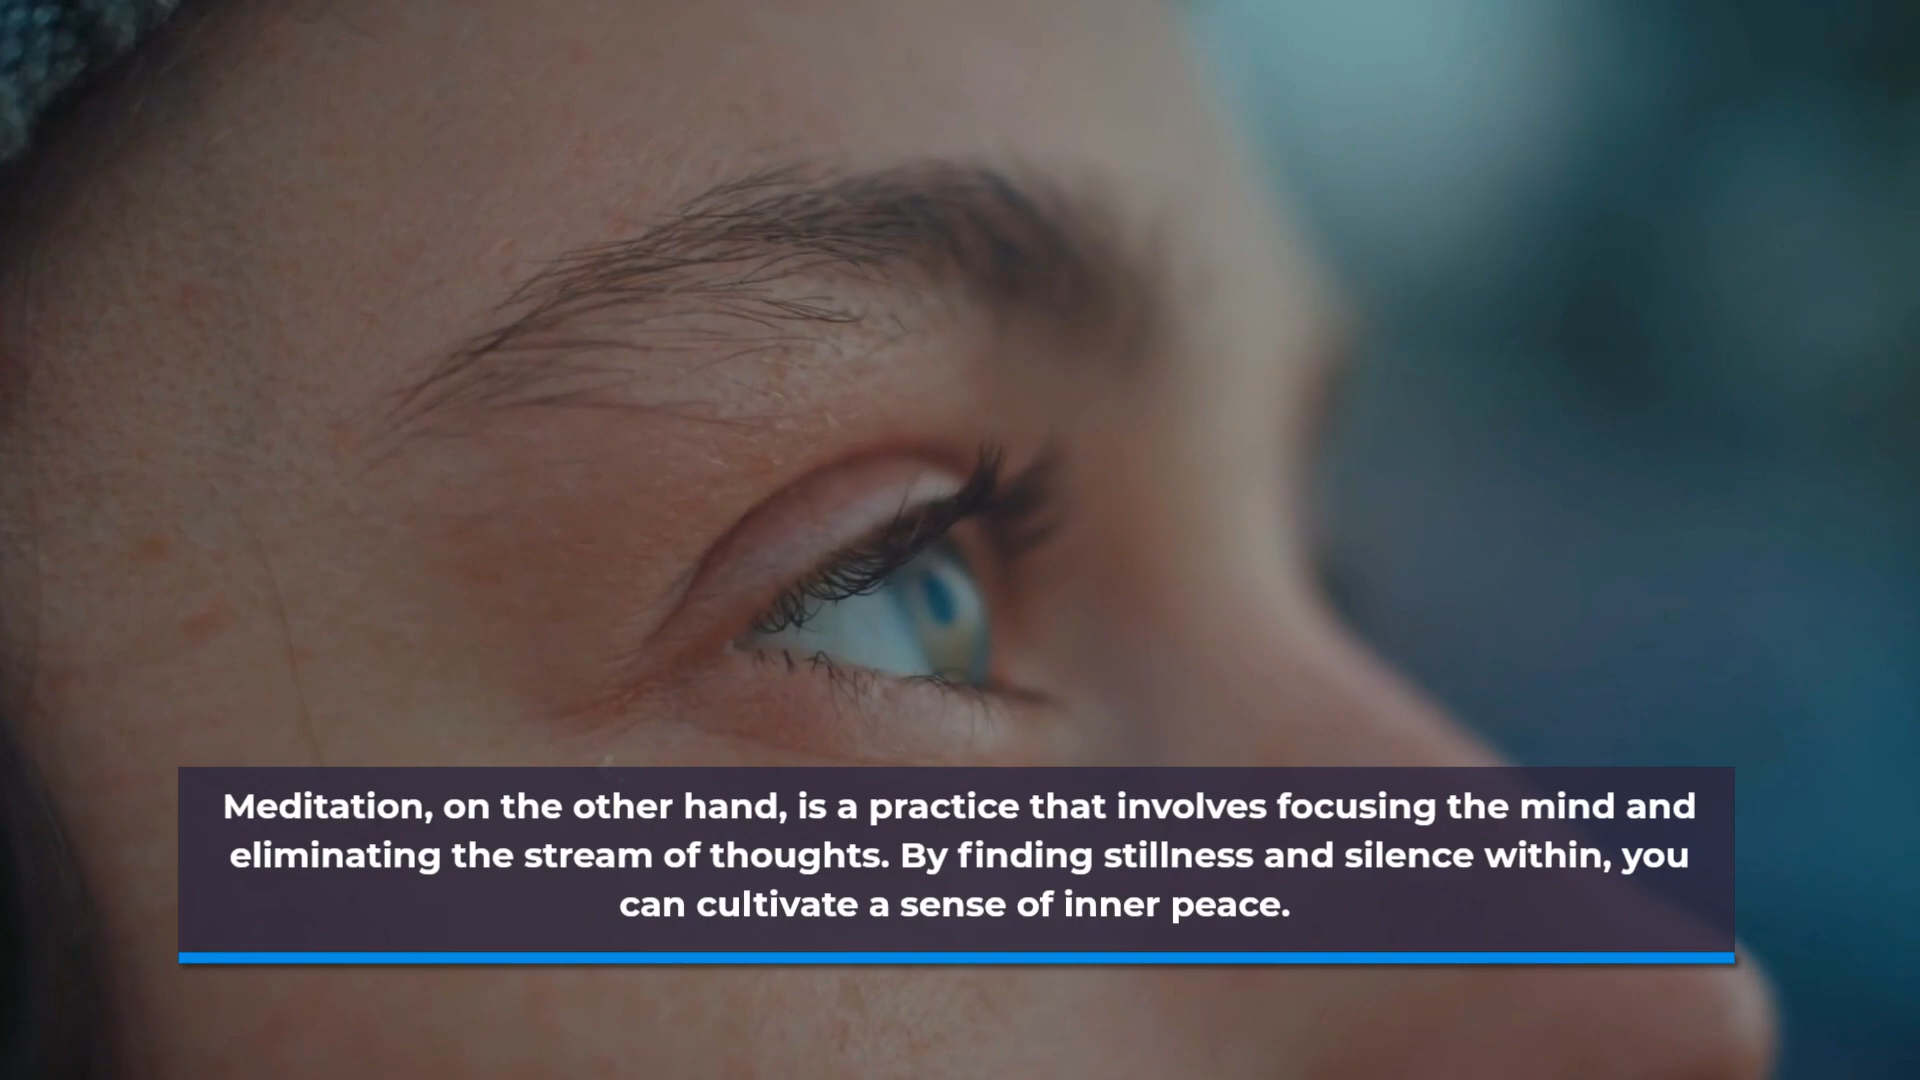 Meditation, on the other hand, is a practice that involves focusing the mind and
eliminating the stream of thoughts. By finding stillness and silence within, you
can cultivate a sense of inner peace.